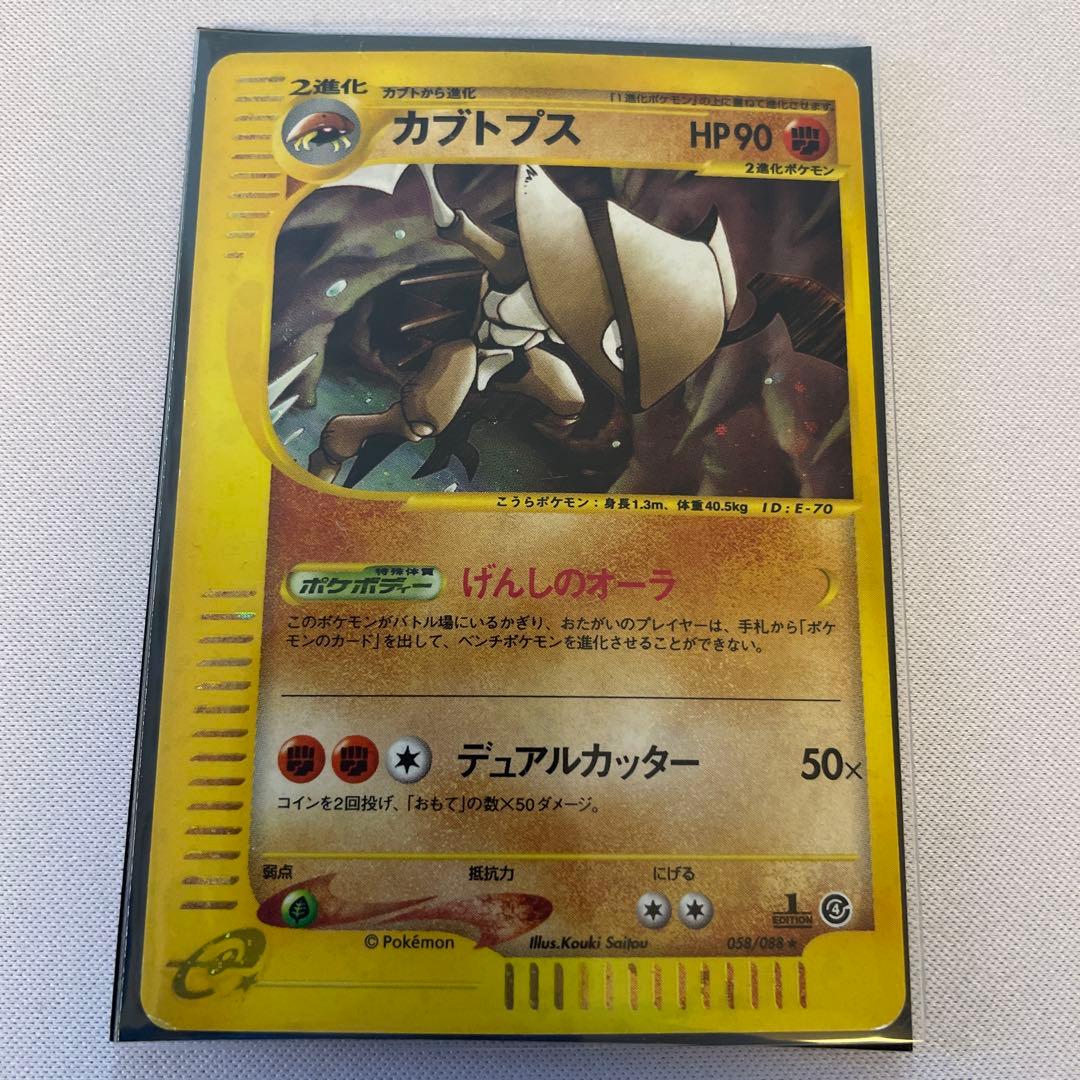 2進化 カブトから進化 「1進化ポケモン」の上に重ねて進化させます
カブトプス HP90
2進化ポケモン
こうらポケモン：身長1.3m、体重40.5kg ID:E-70
特殊体質
ポケボディー げんしのオーラ
このポケモンがバトル場にいるかぎり、おたがいのプレイヤーは、手札から「ポケ
モンのカード」を出して、ベンチポケモンを進化させることができない。
デュアルカッター 50×
コインを2回投げ、「おもて」の数×50ダメージ。
弱点 抵抗力 にげる
1
EDITION
4
©Pokémon Illus.Kouki Saitou 058/088★
e